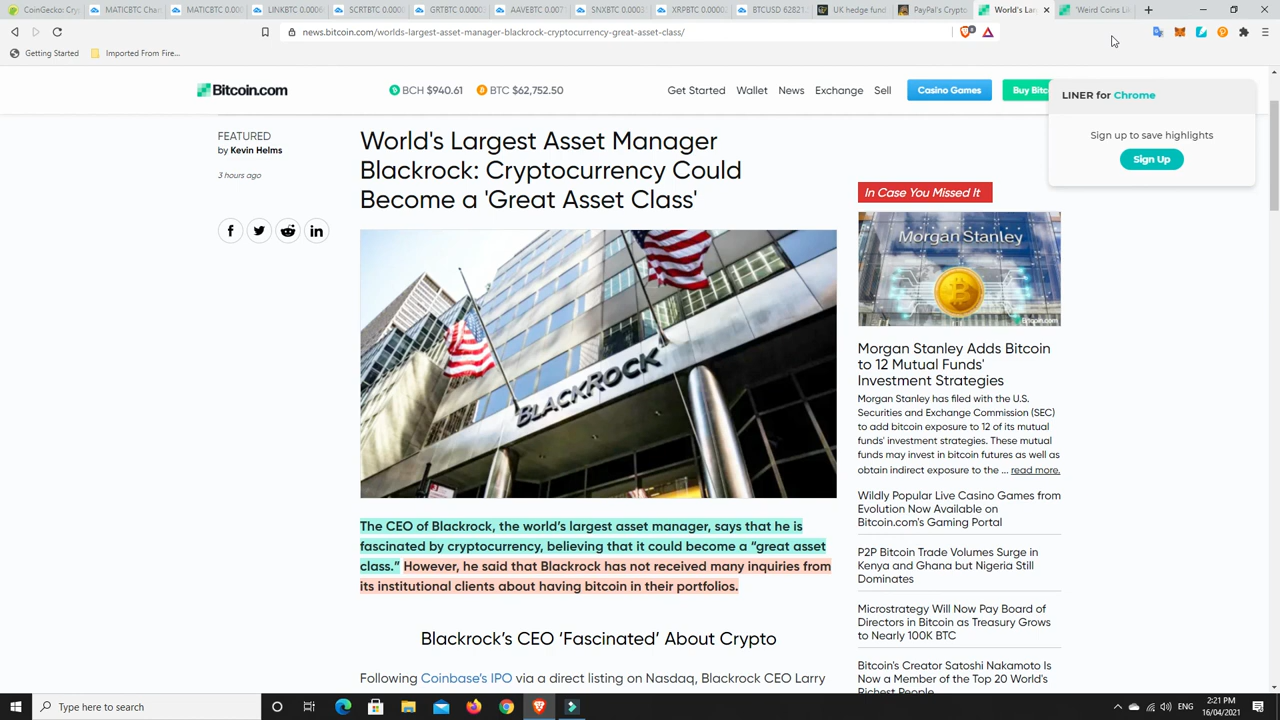 CoinGecko: Cry
MATICBTC Chan
MATICBTC 0.00
LINKBTC 0.0006
SCRTBTC 0.0000
GRTBTC 0.0000
AAVEBTC 0.007
SNXBTC 0.0003
XRPBTC 0.0000
BTCUSD 62821.
UK hedge fund
PayPal's Crypto
World's Lar
'Weird Coins Li
news.bitcoin.com/worlds-largest-asset-manager-blackrock-cryptocurrency-great-asset-class/
Getting Started
Imported From Fire...
Bitcoin.com
BCH $940.61
BTC $62,752.50
Get Started
Wallet
News
Exchange
Sell
Casino Games
Buy Bitc
LINER for Chrome
Sign up to save highlights
Sign Up
FEATURED
by Kevin Helms
3 hours ago
World's Largest Asset Manager
Blackrock: Cryptocurrency Could
Become a 'Great Asset Class'
BLACKROCK
The CEO of Blackrock, the world's largest asset manager, says that he is
fascinated by cryptocurrency, believing that it could become a "great asset
class." However, he said that Blackrock has not received many inquiries from
its institutional clients about having bitcoin in their portfolios.
Blackrock's CEO 'Fascinated' About Crypto
Following Coinbase's IPO via a direct listing on Nasdaq, Blackrock CEO Larry
In Case You Missed It
Morgan Stanley
Bitcoin.com
Morgan Stanley Adds Bitcoin
to 12 Mutual Funds'
Investment Strategies
Morgan Stanley has filed with the U.S.
Securities and Exchange Commission (SEC)
to add bitcoin exposure to 12 of its mutual
funds' investment strategies. These mutual
funds may invest in bitcoin futures as well as
obtain indirect exposure to the ... read more.
Wildly Popular Live Casino Games from
Evolution Now Available on
Bitcoin.com's Gaming Portal
P2P Bitcoin Trade Volumes Surge in
Kenya and Ghana but Nigeria Still
Dominates
Microstrategy Will Now Pay Board of
Directors in Bitcoin as Treasury Grows
to Nearly 100K BTC
Bitcoin's Creator Satoshi Nakamoto Is
Now a Member of the Top 20 World's
Richest People
Type here to search
ENG
2:21 PM
16/04/2021